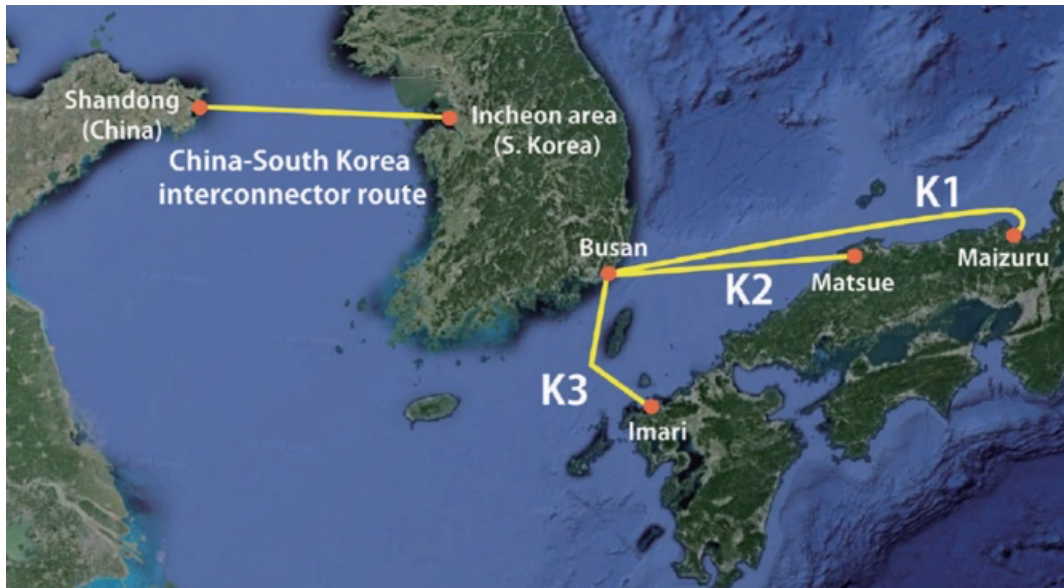 Shandong
(China)
Incheon area
(S. Korea)
China-South Korea
interconnector route
K1
Busan
Maizuru
Matsue
K2
K3
Imari